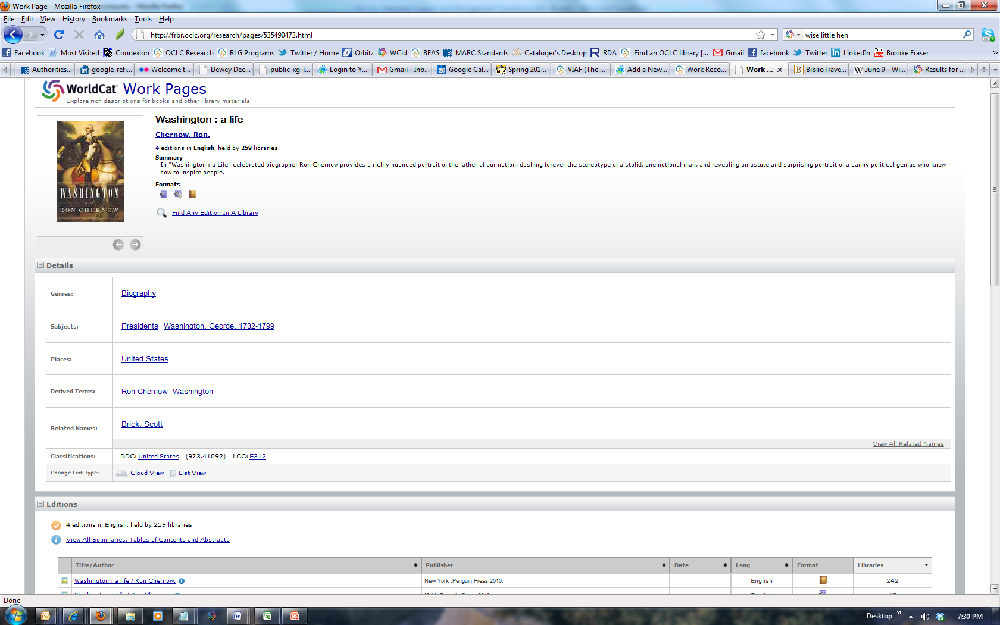 Work Page - Mozilla Firefox
File Edit View History Bookmarks Tools Help
http://frbr.oclc.org/research/pages/535490473.html
wise little hen
Facebook Most Visited Connexion OCLC Research RLG Programs Twitter / Home Orbitz WCid BFAS MARC Standards Cataloger's Desktop RDA Find an OCLC library [... Gmail facebook Twitter LinkedIn Brooke Fraser »
Authorities... google-refi... Welcome t... Dewey Dec... public-xg-l... Login to Y... Gmail - Inb... 26 Google Cal... WiLS Spring 201... VIAF (The ... Add a New... Work Reco... Work ... B BiblioTrave... W June 9 - Wi... Results for ...
WorldCat Work Pages
Explore rich descriptions for books and other library materials
WASHINGTON
RON CHERNOW
Washington : a life
Chernow, Ron.
4 editions in English, held by 259 libraries
Summary
In "Washington : a Life" celebrated biographer Ron Chernow provides a richly nuanced portrait of the father of our nation, dashing forever the stereotype of a stolid, unemotional man, and revealing an astute and surprising portrait of a canny political genius who knew
how to inspire people.
Formats
Find Any Edition In A Library
Details
Genres: Biography
Subjects: Presidents Washington, George, 1732-1799
Places: United States
Derived Terms: Ron Chernow Washington
Related Names: Brick, Scott
View All Related Names
Classifications: DDC: United States (973.41092) LCC: E312
Change List Type: Cloud View List View
Editions
4 editions in English, held by 259 libraries
View All Summaries, Tables of Contents and Abstracts
Title/Author Publisher Date Lang Format Libraries
Washington : a life / Ron Chernow. New York :Penguin Press,2010. English 242
Done
Desktop » 7:30 PM